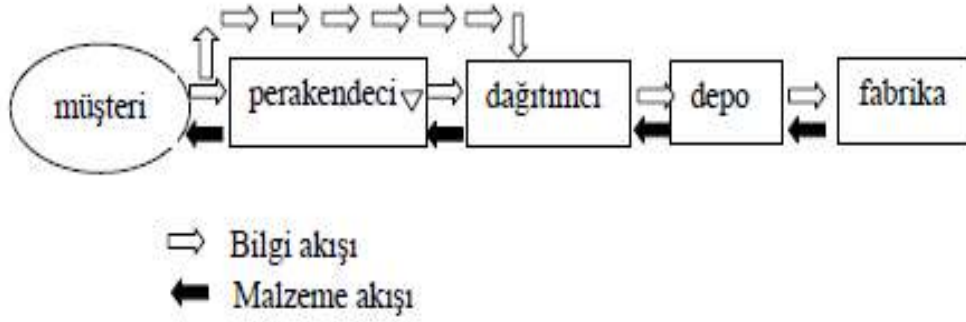 müşteri
perakendeci
dağıtımcı
depo
fabrika
Bilgi akışı
Malzeme akışı